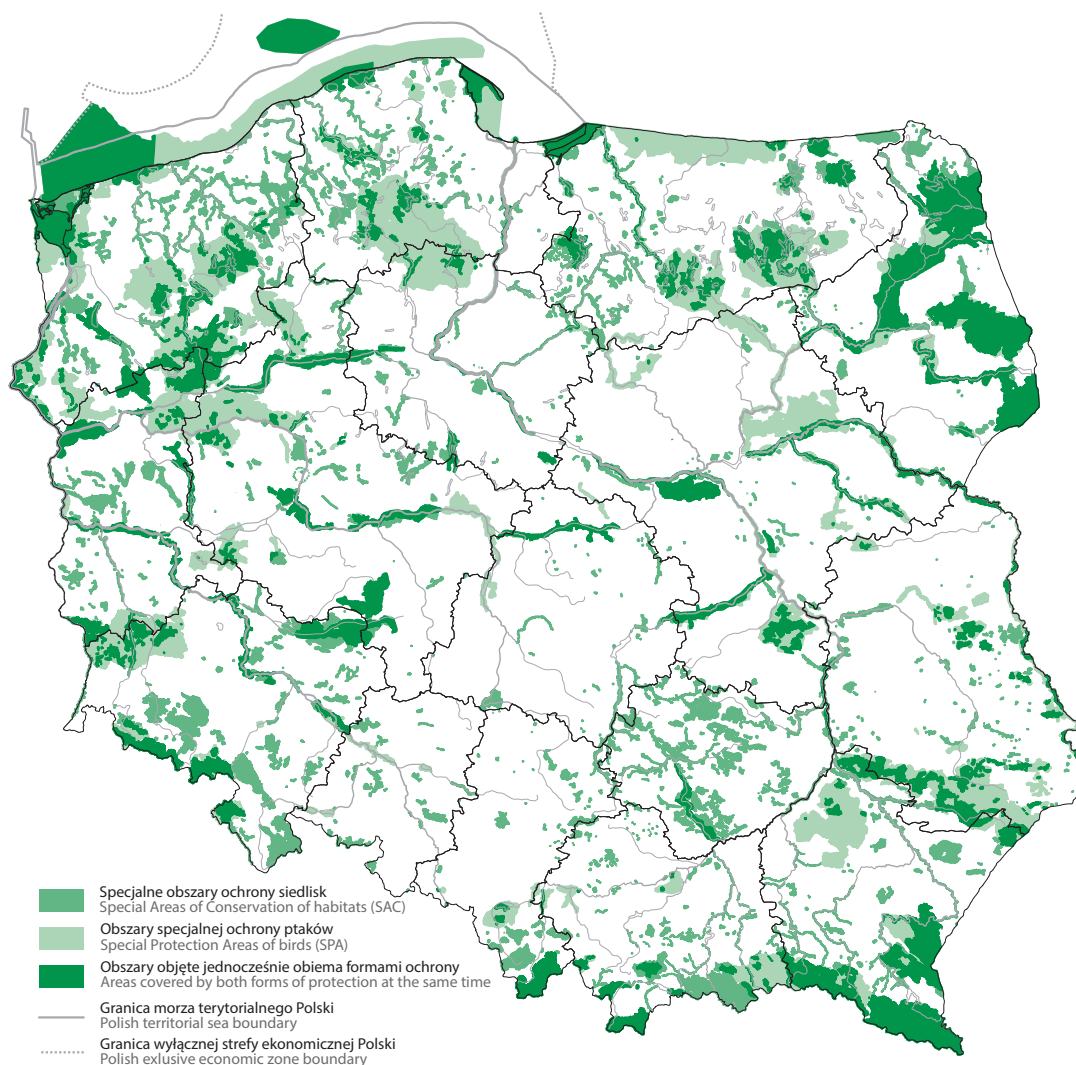 Specjalne obszary ochrony siedlisk
Special Areas of Conservation of habitats (SAC)
Obszary specjalnej ochrony ptaków
Special Protection Areas of birds (SPA)
Obszary objęte jednocześnie obiema formami ochrony
Areas covered by both forms of protection at the same time
Granica morza terytorialnego Polski
Polish territorial sea boundary
Granica wyłącznej strefy ekonomicznej Polski
Polish exlusive economic zone boundary